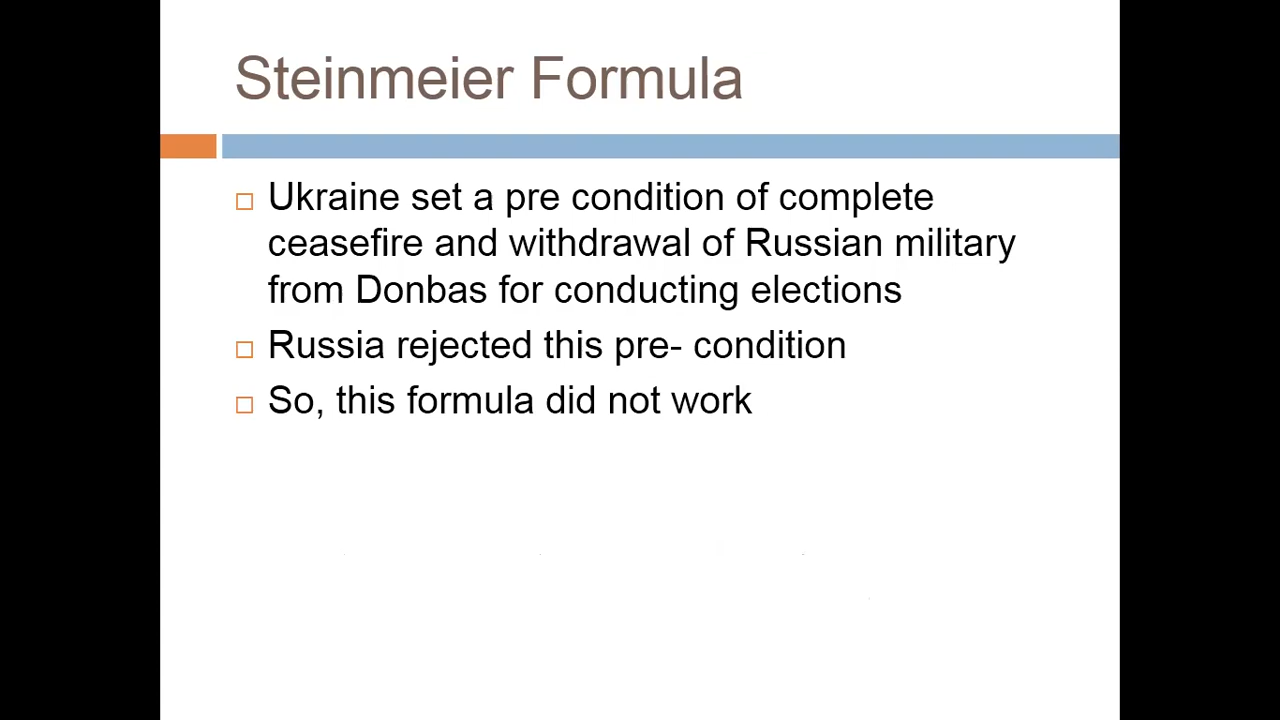 Steinmeier Formula
Ukraine set a pre condition of complete
ceasefire and withdrawal of Russian military
from Donbas for conducting elections
Russia rejected this pre- condition
So, this formula did not work